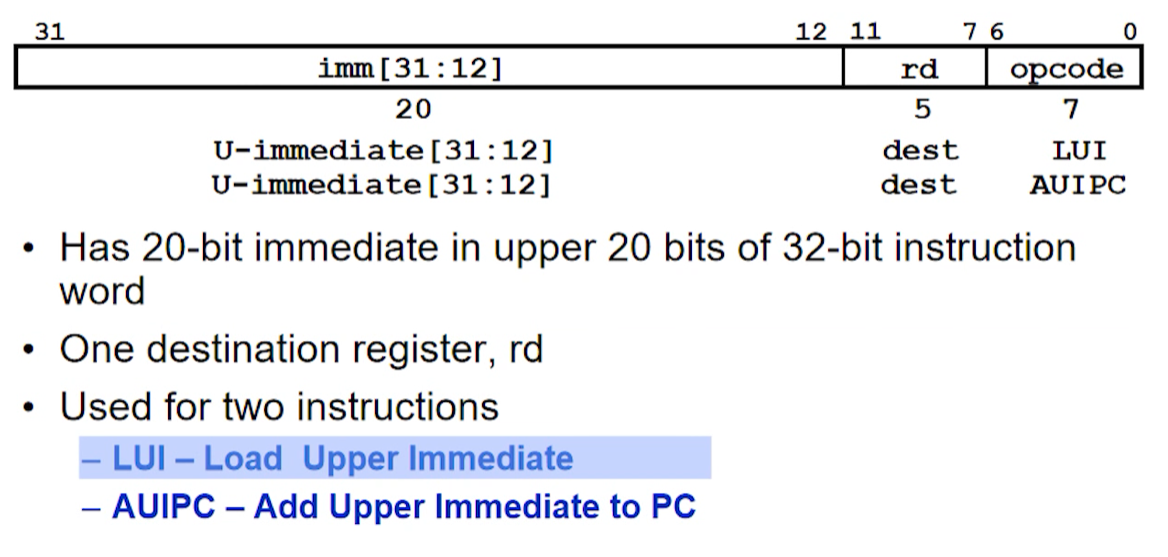 31 12 11 7 6 0
imm[31:12] rd opcode
20 5 7
U-immediate[31:12] dest LUI
U-immediate[31:12] dest AUIPC
• Has 20-bit immediate in upper 20 bits of 32-bit instruction
word
• One destination register, rd
• Used for two instructions
– LUI – Load  Upper Immediate
– AUIPC – Add Upper Immediate to PC